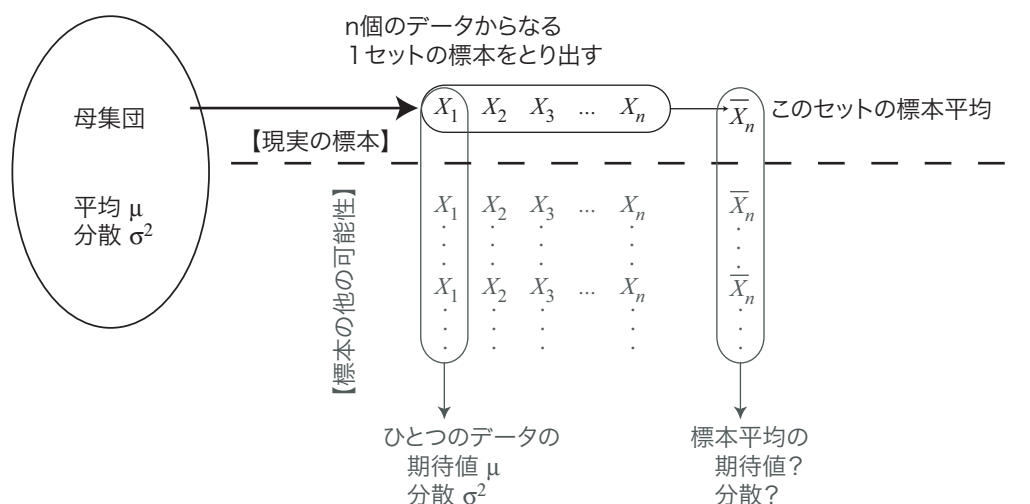 n個のデータからなる
1セットの標本をとり出す
母集団
X₁ X₂ X₃ ... Xₙ
X̅ₙ
このセットの標本平均
【現実の標本】
平均 μ
分散 σ²
【標本の他の可能性】
X₁ X₂ X₃ ... Xₙ
X̅ₙ
X₁ X₂ X₃ ... Xₙ
X̅ₙ
ひとつのデータの
期待値 μ
分散 σ²
標本平均の
期待値?
分散?